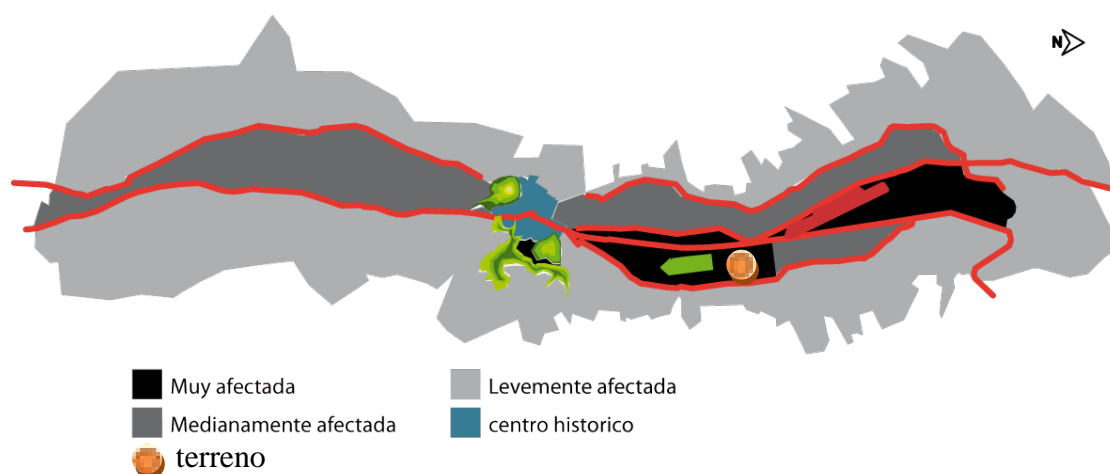 N
Muy afectada
Levemente afectada
Medianamente afectada
centro historico
terreno